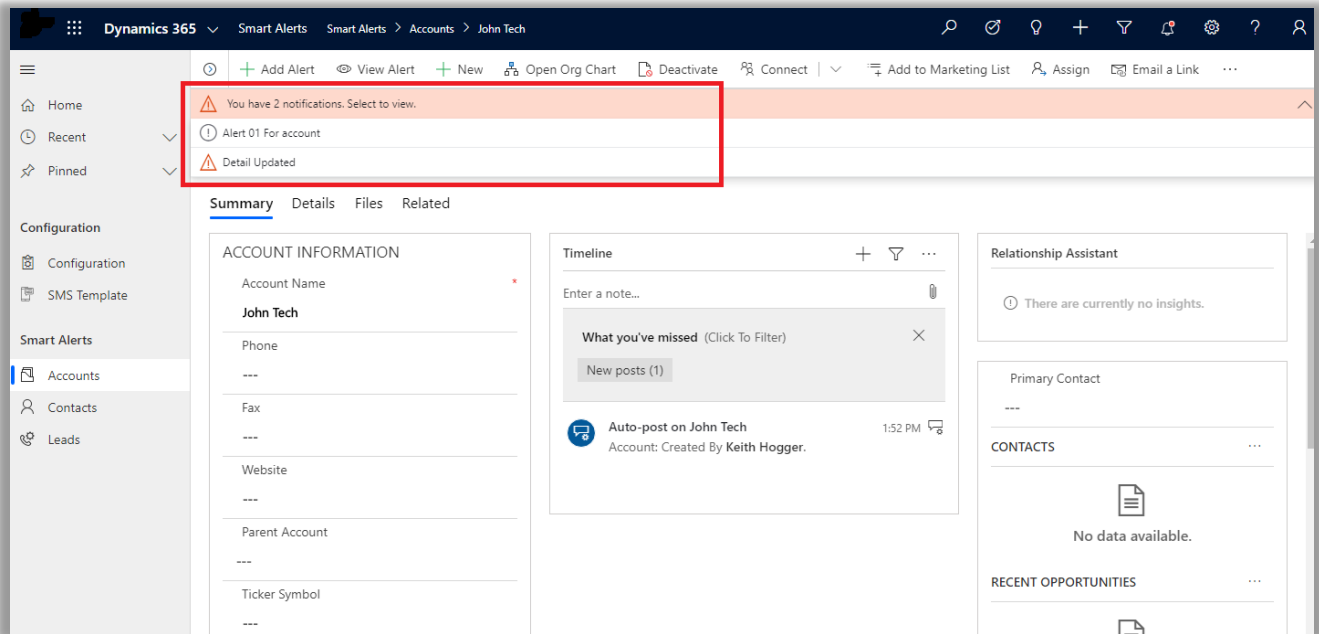 Dynamics 365 Smart Alerts Smart Alerts > Accounts > John Tech
Add Alert View Alert New Open Org Chart Deactivate Connect Add to Marketing List Assign Email a Link ...
Home
Recent
Pinned
Configuration
Configuration
SMS Template
Smart Alerts
Accounts
Contacts
Leads
You have 2 notifications. Select to view.
Alert 01 For account
Detail Updated
Summary Details Files Related
ACCOUNT INFORMATION
Account Name *
John Tech
Phone
---
Fax
---
Website
---
Parent Account
---
Ticker Symbol
---
Timeline
Enter a note...
What you've missed (Click To Filter)
New posts (1)
Auto-post on John Tech 1:52 PM
Account: Created By Keith Hogger.
Relationship Assistant
There are currently no insights.
Primary Contact
---
CONTACTS
No data available.
RECENT OPPORTUNITIES